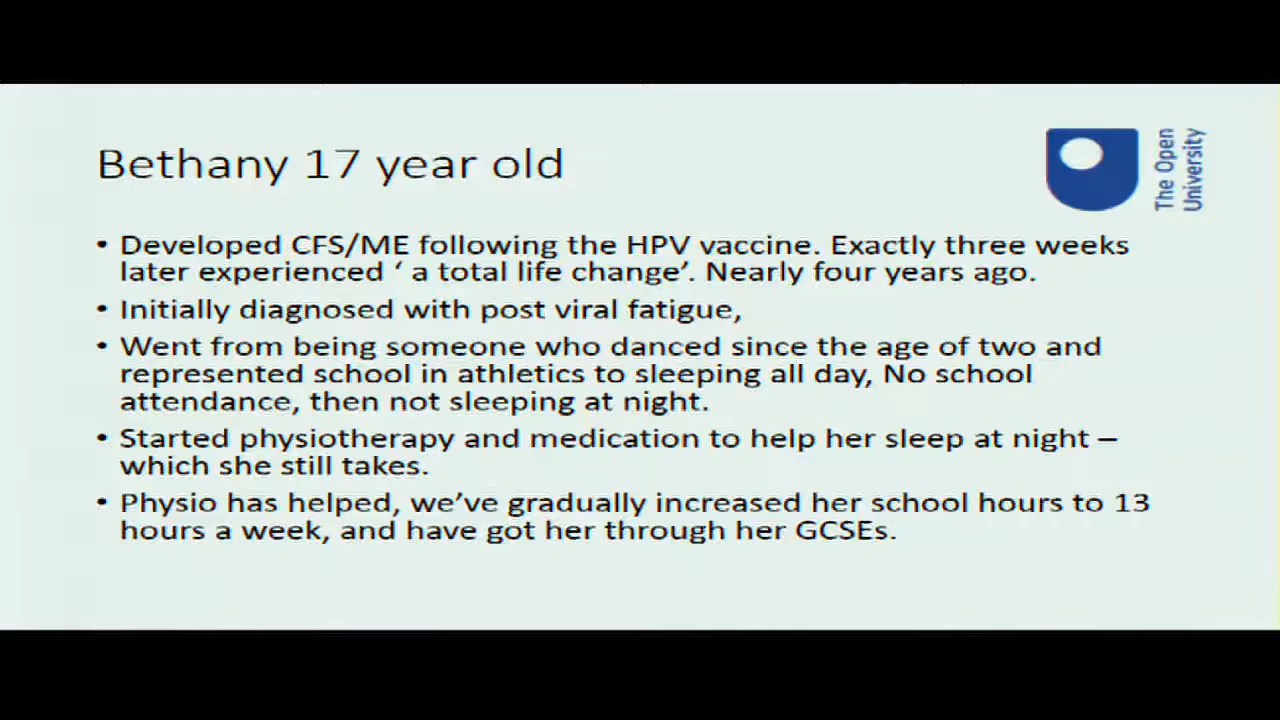 Bethany 17 year old
The Open
University
• Developed CFS/ME following the HPV vaccine. Exactly three weeks
later experienced ‘ a total life change’. Nearly four years ago.
• Initially diagnosed with post viral fatigue,
• Went from being someone who danced since the age of two and
represented school in athletics to sleeping all day, No school
attendance, then not sleeping at night.
• Started physiotherapy and medication to help her sleep at night –
which she still takes.
• Physio has helped, we’ve gradually increased her school hours to 13
hours a week, and have got her through her GCSEs.